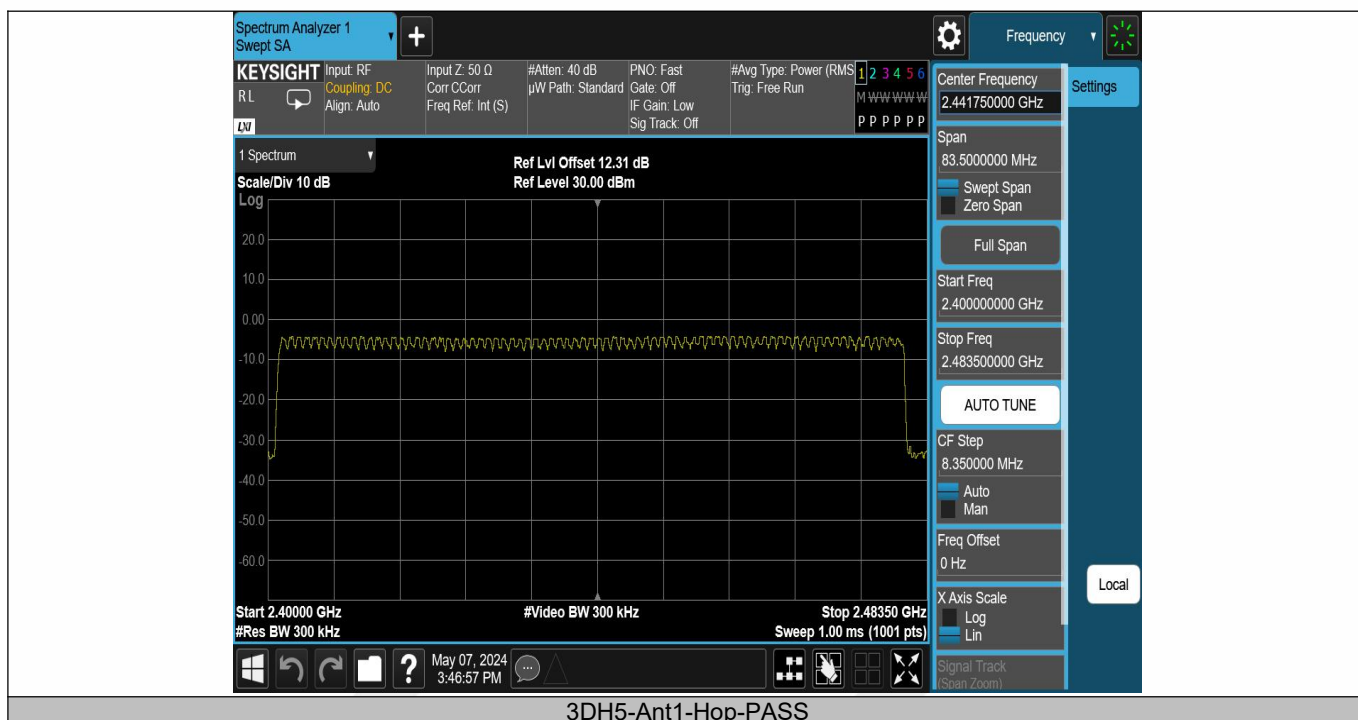 Spectrum Analyzer 1
Swept SA
Frequency
KEYSIGHT
R L
LXI
Input: RF
Coupling: DC
Align: Auto
Input Z: 50 Ω
Corr CCorr
Freq Ref: Int (S)
#Atten: 40 dB
µW Path: Standard
PNO: Fast
Gate: Off
IF Gain: Low
Sig Track: Off
#Avg Type: Power (RMS
Trig: Free Run
1 2 3 4 5 6
M W W W W W
P P P P P P
1 Spectrum
Scale/Div 10 dB
Log
Ref Lvl Offset 12.31 dB
Ref Level 30.00 dBm
20.0
10.0
0.00
-10.0
-20.0
-30.0
-40.0
-50.0
-60.0
Start 2.40000 GHz
#Res BW 300 kHz
#Video BW 300 kHz
Stop 2.48350 GHz
Sweep 1.00 ms (1001 pts)
Center Frequency
2.441750000 GHz
Settings
Span
83.5000000 MHz
Swept Span
Zero Span
Full Span
Start Freq
2.400000000 GHz
Stop Freq
2.483500000 GHz
AUTO TUNE
CF Step
8.350000 MHz
Auto
Man
Freq Offset
0 Hz
X Axis Scale
Log
Lin
Signal Track
(Span Zoom)
Local
?
May 07, 2024
3:46:57 PM
3DH5-Ant1-Hop-PASS